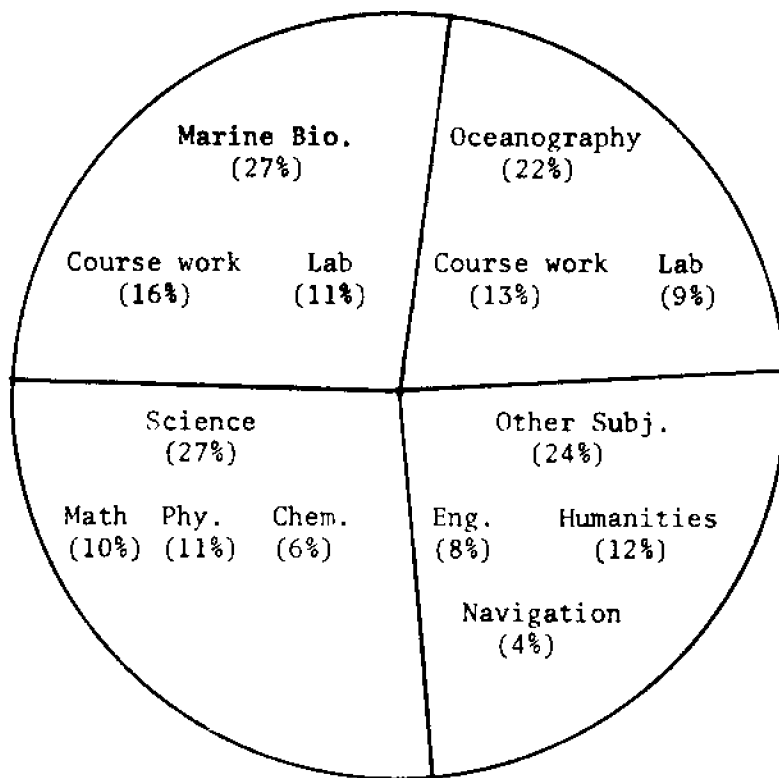 Marine Bio.
(27%)
Course work Lab
(16%) (11%)
Oceanography
(22%)
Course work Lab
(13%) (9%)
Science
(27%)
Math Phy. Chem.
(10%) (11%) (6%)
Other Subj.
(24%)
Eng. Humanities
(8%) (12%)
Navigation
(4%)